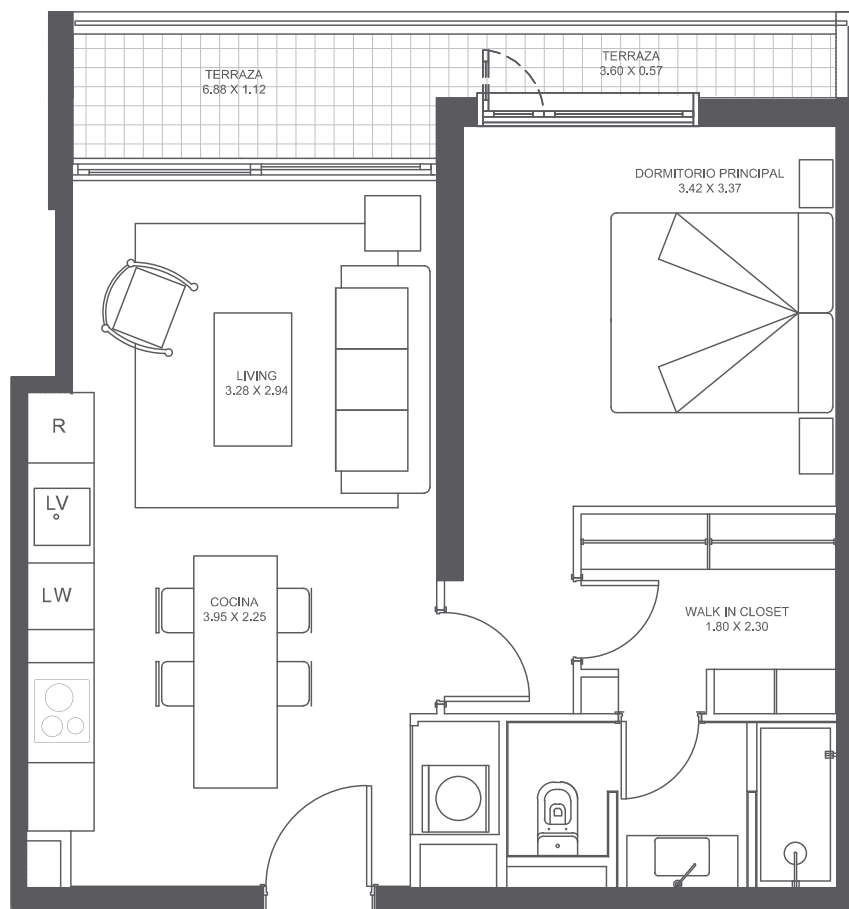 TERRAZA
6.88 X 1.12
TERRAZA
3.60 X 0.57
DORMITORIO PRINCIPAL
3.42 X 3.37
LIVING
3.28 X 2.94
R
LV
LW
COCINA
3.95 X 2.25
WALK IN CLOSET
1.80 X 2.30